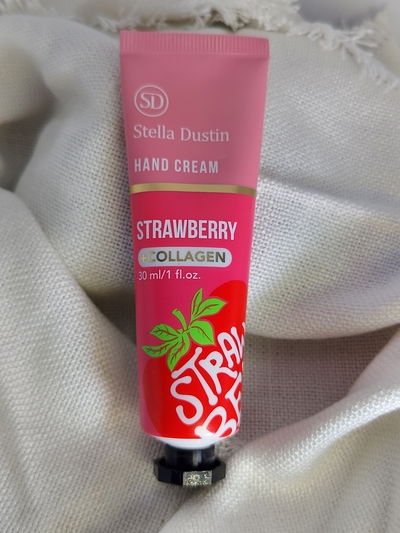 SD
Stella Dustin
HAND CREAM
STRAWBERRY
+COLLAGEN
30 ml/1 fl.oz.